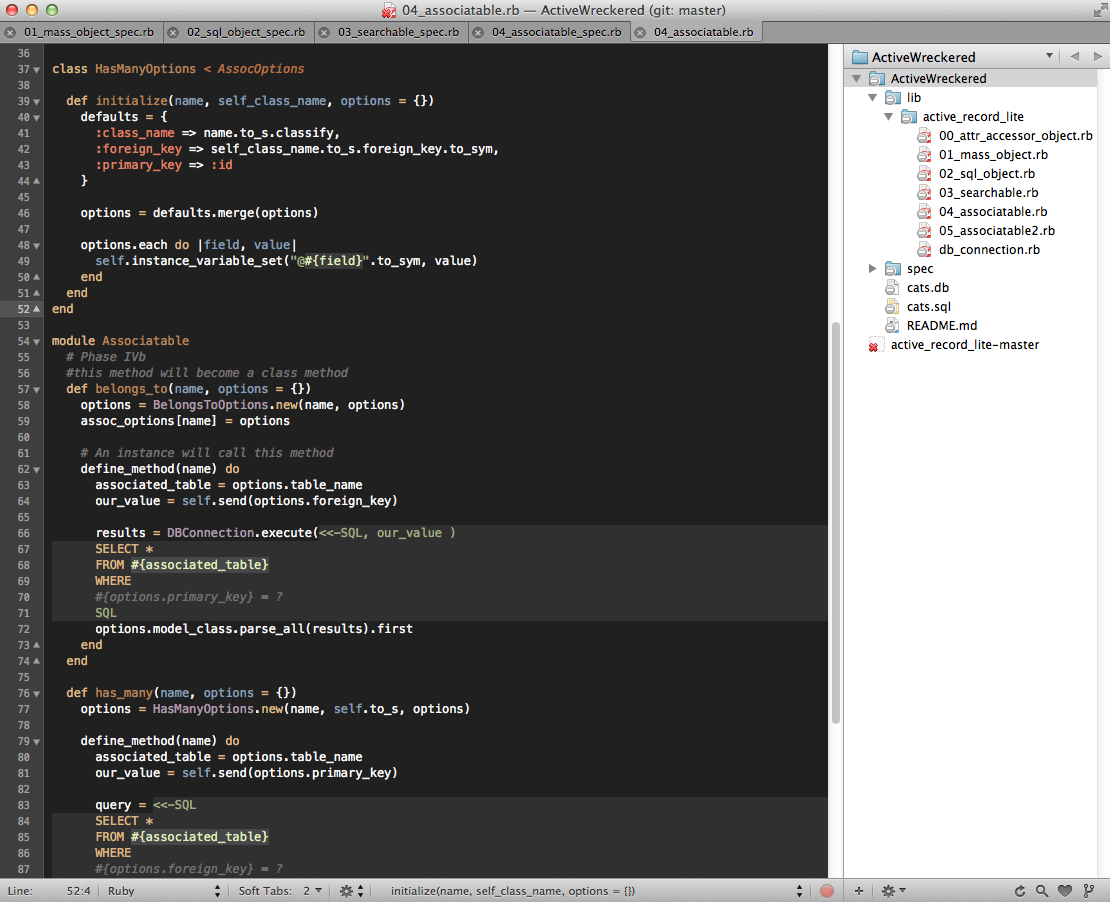 04_associatable.rb — ActiveWreckered (git: master)
01_mass_object_spec.rb
02_sql_object_spec.rb
03_searchable_spec.rb
04_associatable_spec.rb
04_associatable.rb
36
37 class HasManyOptions < AssocOptions
38
39 def initialize(name, self_class_name, options = {})
40 defaults = {
41 :class_name => name.to_s.classify,
42 :foreign_key => self_class_name.to_s.foreign_key.to_sym,
43 :primary_key => :id
44 }
45
46 options = defaults.merge(options)
47
48 options.each do |field, value|
49 self.instance_variable_set("@#{field}".to_sym, value)
50 end
51 end
52 end
53
54 module Associatable
55 # Phase IVb
56 #this method will become a class method
57 def belongs_to(name, options = {})
58 options = BelongsToOptions.new(name, options)
59 assoc_options[name] = options
60
61 # An instance will call this method
62 define_method(name) do
63 associated_table = options.table_name
64 our_value = self.send(options.foreign_key)
65
66 results = DBConnection.execute(<<-SQL, our_value )
67 SELECT *
68 FROM #{associated_table}
69 WHERE
70 #{options.primary_key} = ?
71 SQL
72 options.model_class.parse_all(results).first
73 end
74 end
75
76 def has_many(name, options = {})
77 options = HasManyOptions.new(name, self.to_s, options)
78
79 define_method(name) do
80 associated_table = options.table_name
81 our_value = self.send(options.primary_key)
82
83 query = <<-SQL
84 SELECT *
85 FROM #{associated_table}
86 WHERE
87 #{options.foreign_key} = ?
Line: 52:4 Ruby Soft Tabs: 2 initialize(name, self_class_name, options = {})
ActiveWreckered
ActiveWreckered
lib
active_record_lite
00_attr_accessor_object.rb
01_mass_object.rb
02_sql_object.rb
03_searchable.rb
04_associatable.rb
05_associatable2.rb
db_connection.rb
spec
cats.db
cats.sql
README.md
active_record_lite-master